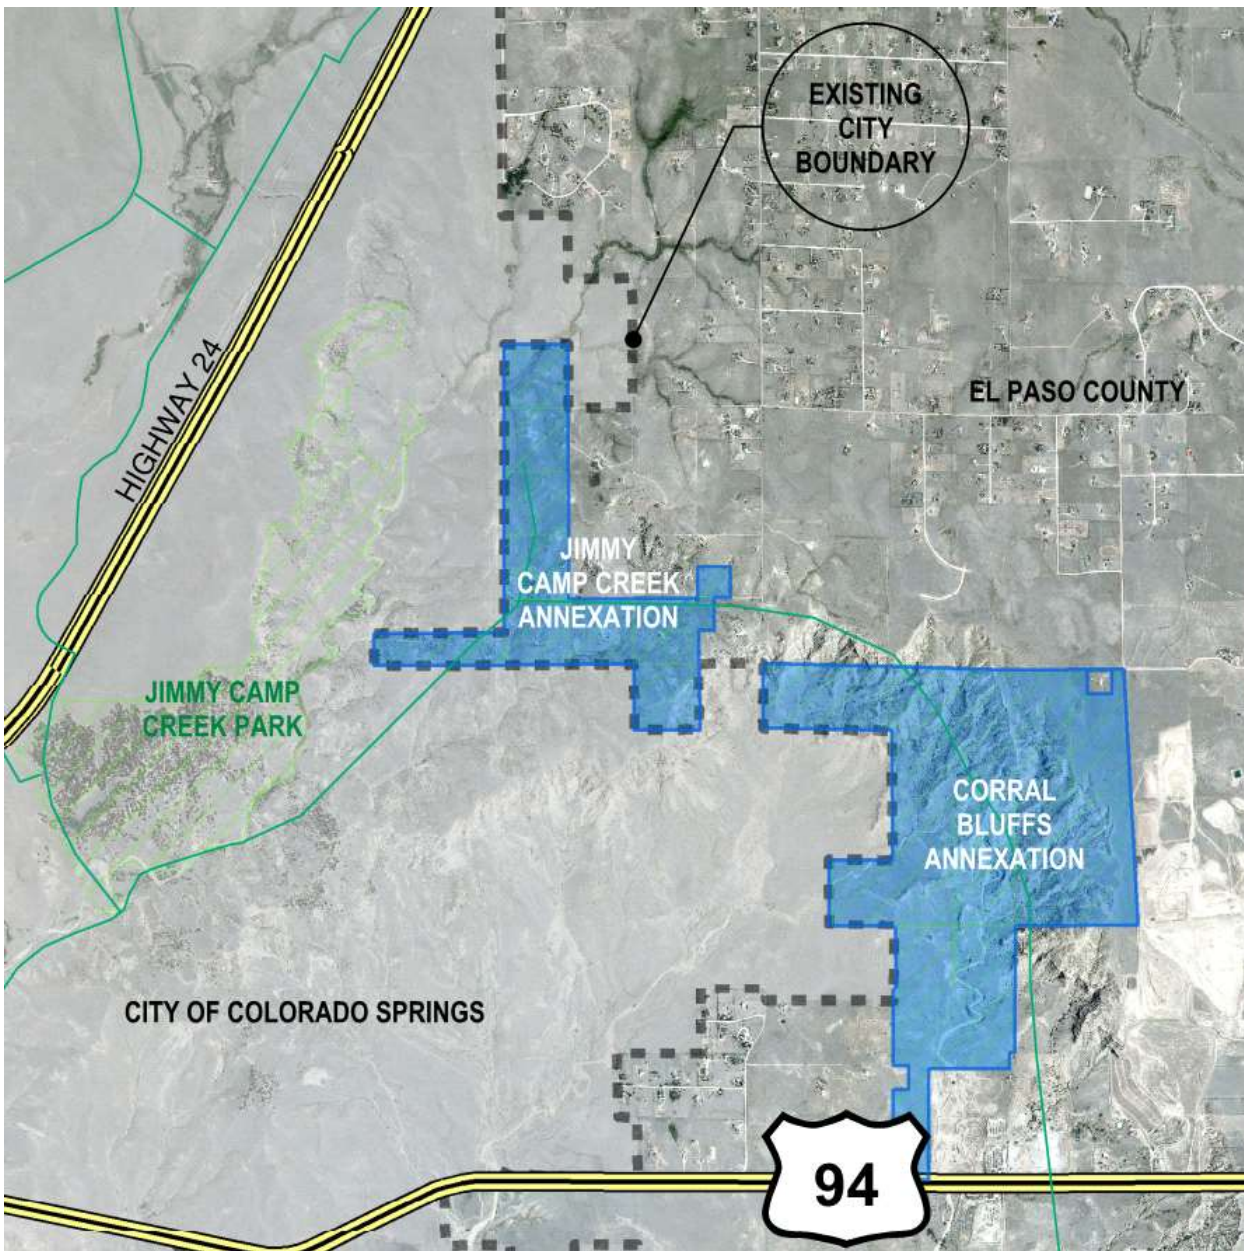 EXISTING
CITY
BOUNDARY
HIGHWAY 24
EL PASO COUNTY
JIMMY
CAMP CREEK
ANNEXATION
JIMMY CAMP
CREEK PARK
CORRAL
BLUFFS
ANNEXATION
CITY OF COLORADO SPRINGS
94